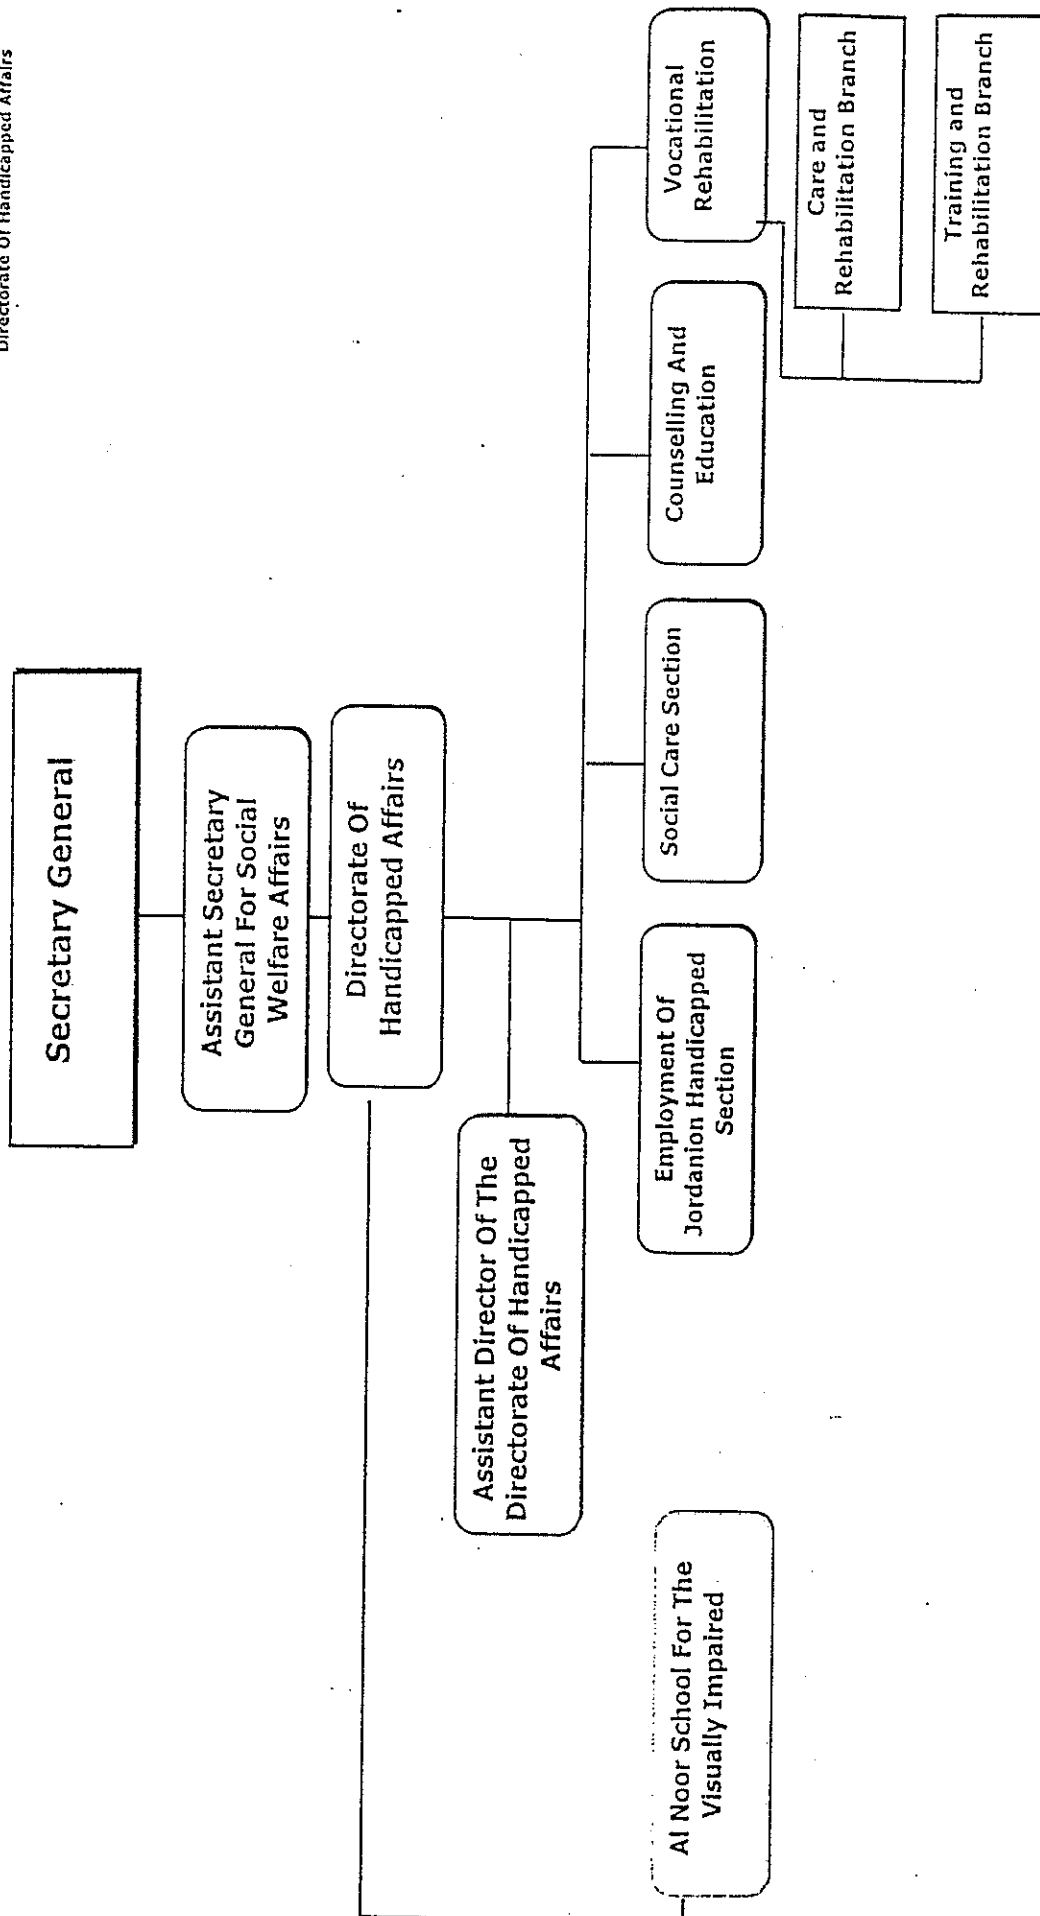 Directorate Of Handicapped Affairs
Secretary General
Assistant Secretary
General For Social
Welfare Affairs
Directorate Of
Handicapped Affairs
Assistant Director Of The
Directorate Of Handicapped
Affairs
Al Noor School For The
Visually Impaired
Employment Of
Jordanion Handicapped
Section
Social Care Section
Counselling And
Education
Vocational
Rehabilitation
Care and
Rehabilitation Branch
Training and
Rehabilitation Branch